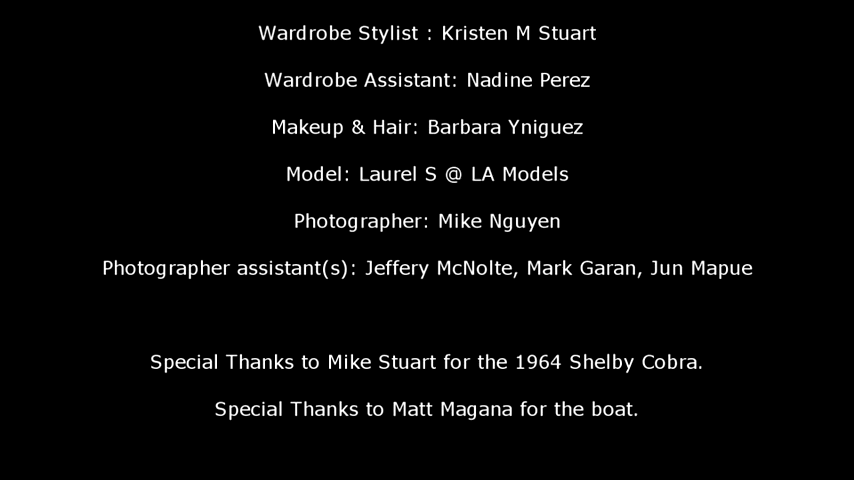 Wardrobe Stylist : Kristen M Stuart
Wardrobe Assistant: Nadine Perez
Makeup & Hair: Barbara Yniguez
Model: Laurel S @ LA Models
Photographer: Mike Nguyen
Photographer assistant(s): Jeffery McNolte, Mark Garan, Jun Mapue
Special Thanks to Mike Stuart for the 1964 Shelby Cobra.
Special Thanks to Matt Magana for the boat.